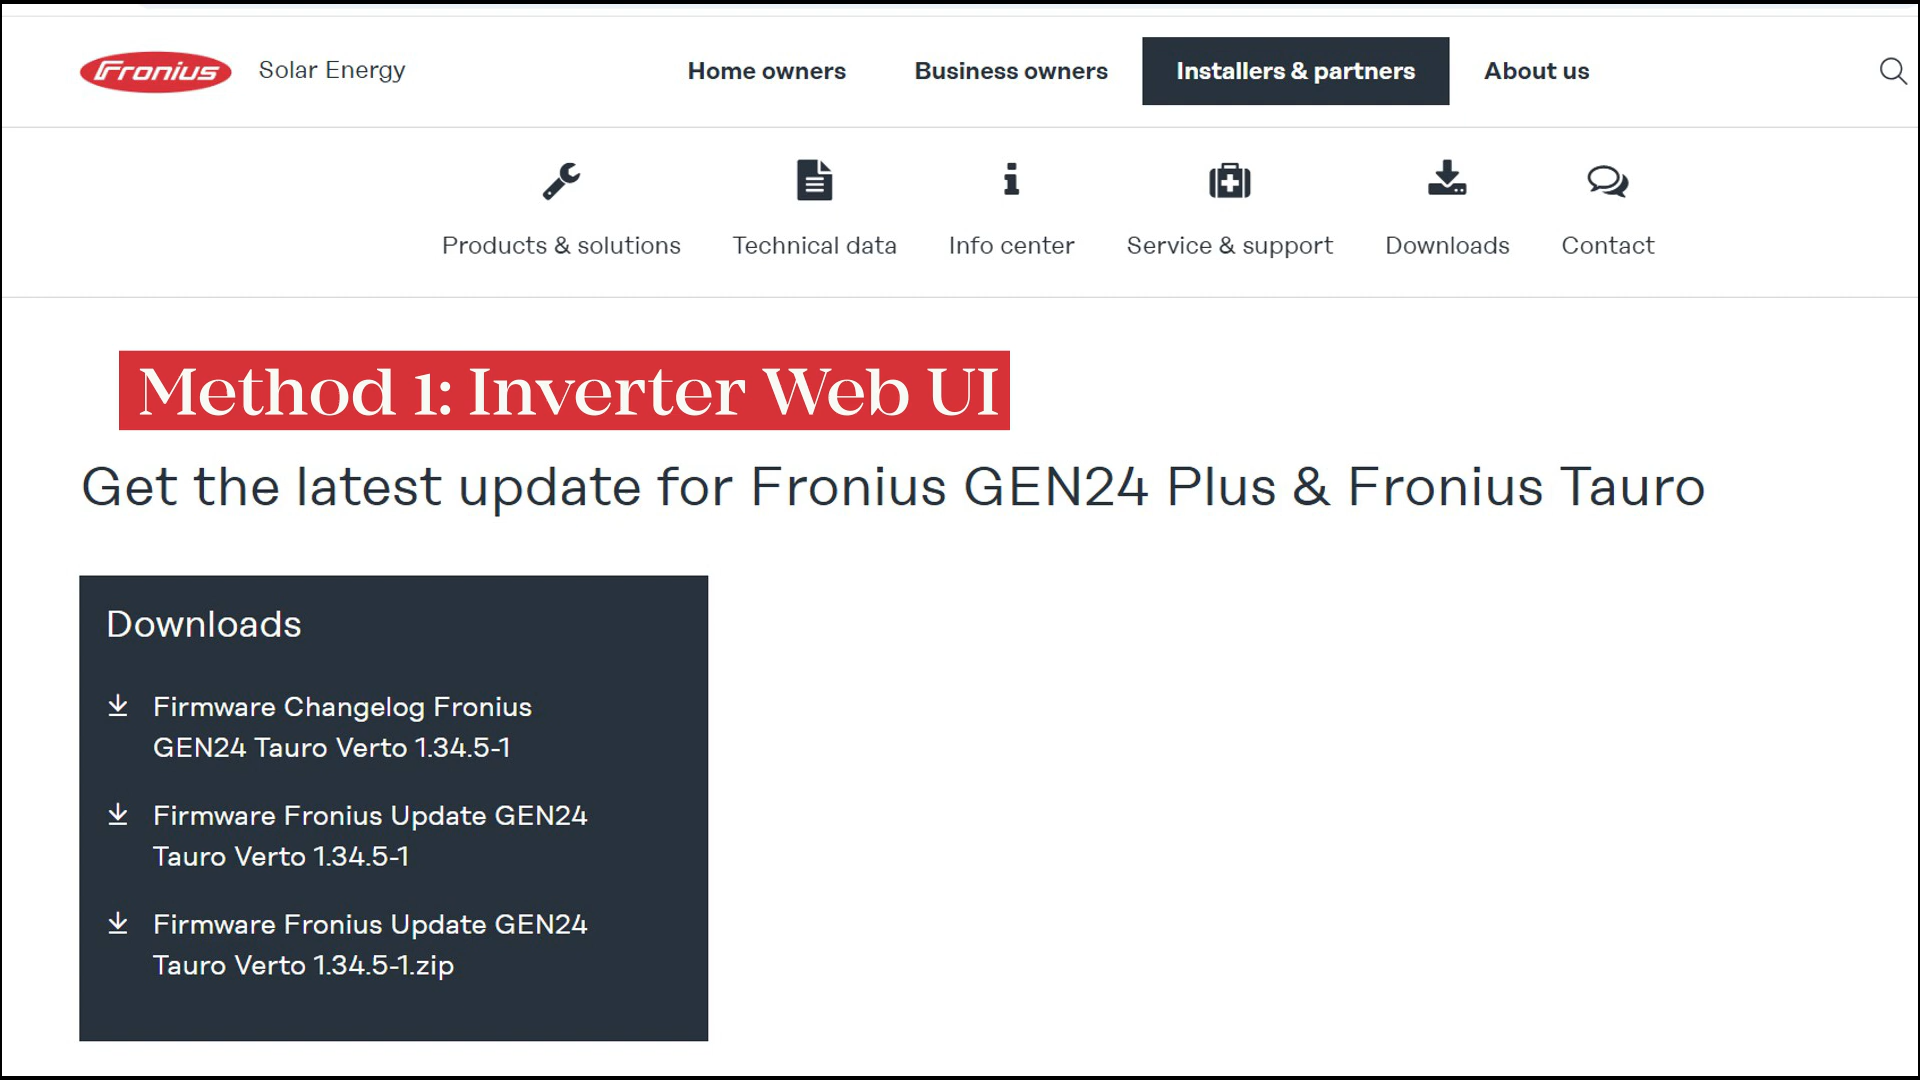 Fronius
Solar Energy
Home owners
Business owners
Installers & partners
About us
Products & solutions
Technical data
Info center
Service & support
Downloads
Contact
Method 1: Inverter Web UI
Get the latest update for Fronius GEN24 Plus & Fronius Tauro
Downloads
Firmware Changelog Fronius
GEN24 Tauro Verto 1.34.5-1
Firmware Fronius Update GEN24
Tauro Verto 1.34.5-1
Firmware Fronius Update GEN24
Tauro Verto 1.34.5-1.zip